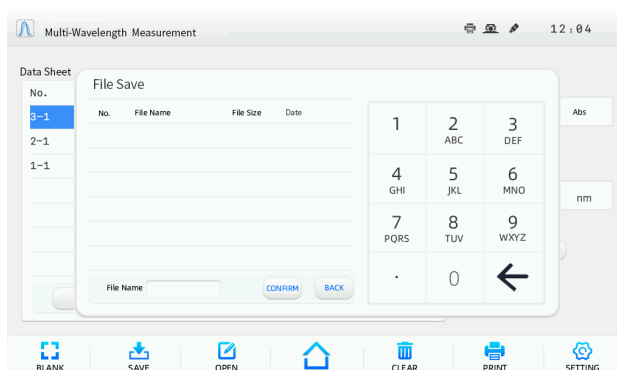 Multi-Wavelength Measurement
12:04
Data Sheet
File Save
No.
No. File Name File Size Date
3-1
2-1
1-1
Abs
nm
1
2
ABC
3
DEF
4
GHI
5
JKL
6
MNO
7
PQRS
8
TUV
9
WXYZ
.
0
File Name
CONFIRM
BACK
BLANK
SAVE
OPEN
CLEAR
PRINT
SETTING